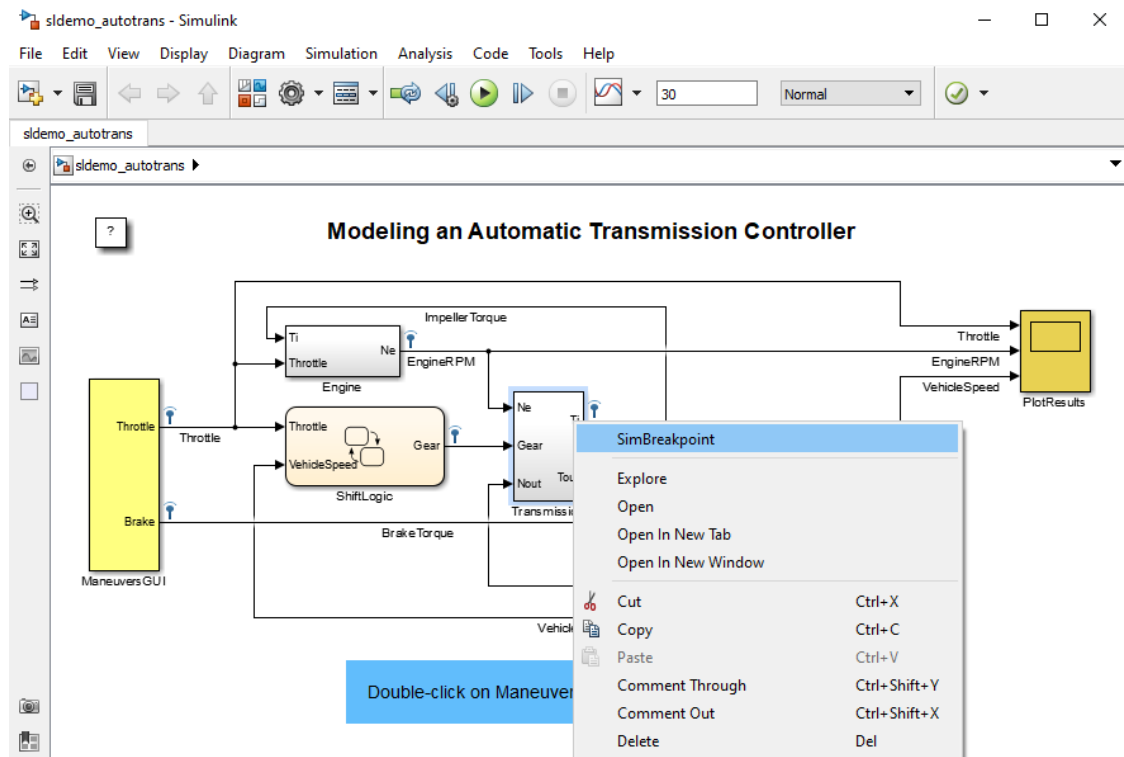 sldemo_autotrans - Simulink
File Edit View Display Diagram Simulation Analysis Code Tools Help
30 Normal
sldemo_autotrans
sldemo_autotrans
?
Modeling an Automatic Transmission Controller
ImpellerTorque
Ti
Ne
Throttle
EngineRPM
Engine
Throttle
EngineRPM
VehicleSpeed
PlotResults
Throttle
Throttle
Brake
ManeuversGUI
Throttle
Gear
VehicleSpeed
ShiftLogic
Ne
Ti
Gear
Nout
BrakeTorque
SimBreakpoint
Explore
Open
Open In New Tab
Open In New Window
Cut Ctrl+X
Copy Ctrl+C
Paste Ctrl+V
Comment Through Ctrl+Shift+Y
Comment Out Ctrl+Shift+X
Delete Del
Double-click on